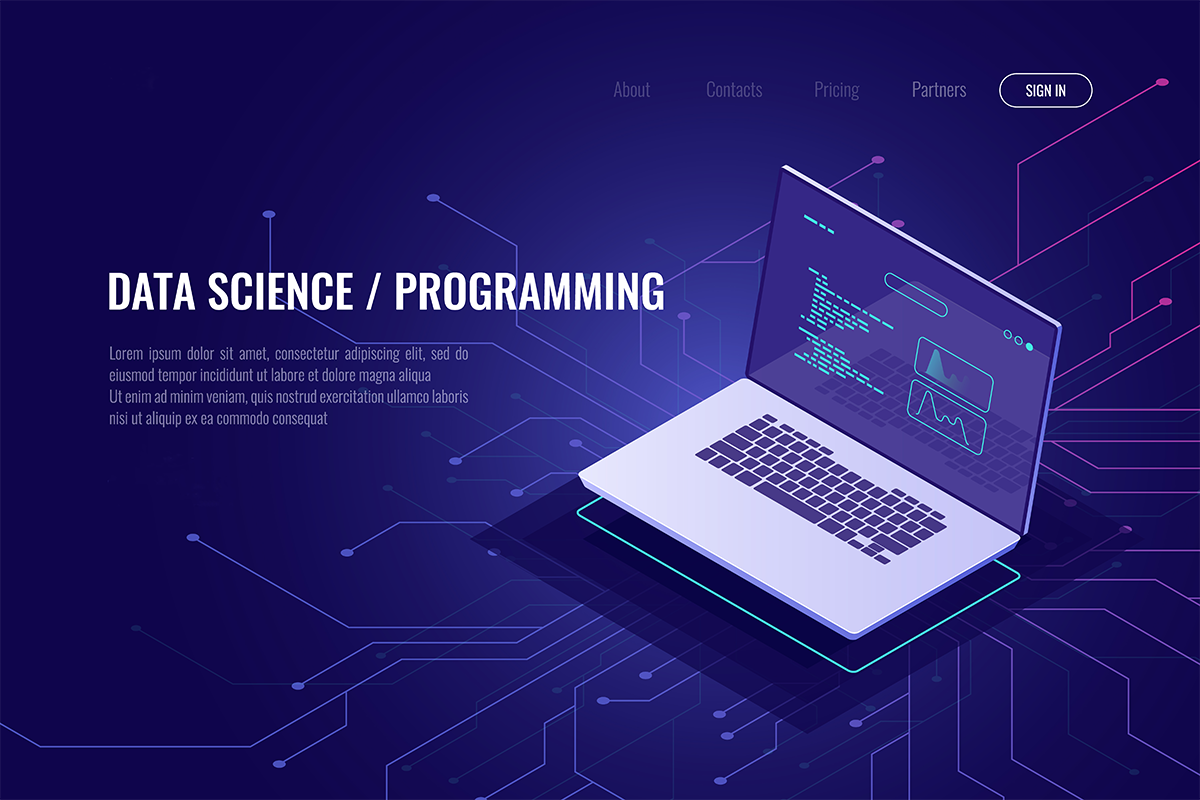 About Contacts Pricing Partners SIGN IN
DATA SCIENCE / PROGRAMMING
Lorem ipsum dolor sit amet, consectetur adipiscing elit, sed do
eiusmod tempor incididunt ut labore et dolore magna aliqua
Ut enim ad minim veniam, quis nostrud exercitation ullamco laboris
nisi ut aliquip ex ea commodo consequat